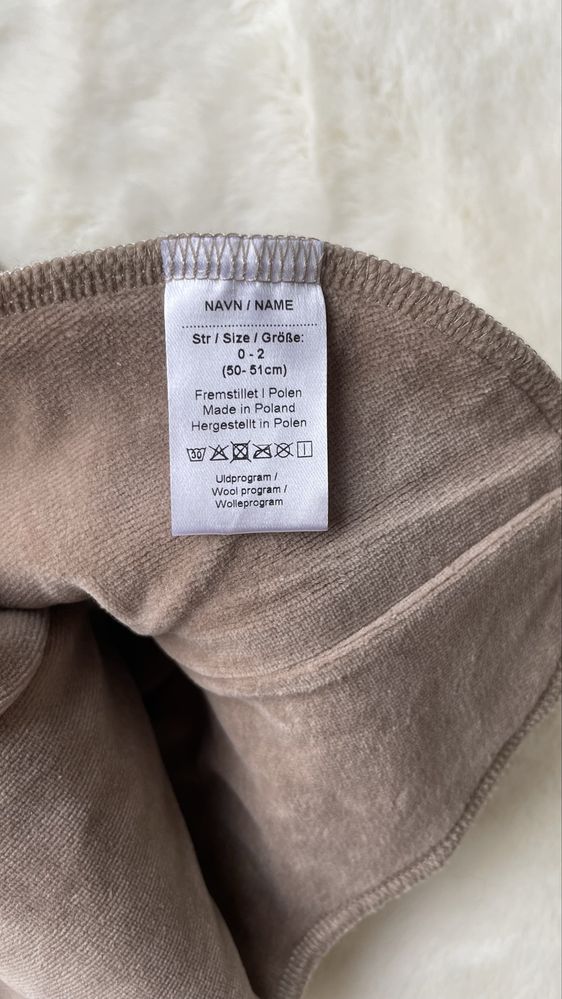 NAVN / NAME
Str / Size / Größe:
0 - 2
(50- 51cm)
Fremstillet I Polen
Made in Poland
Hergestellt in Polen
Uldprogram /
Wool program /
Wolleprogram